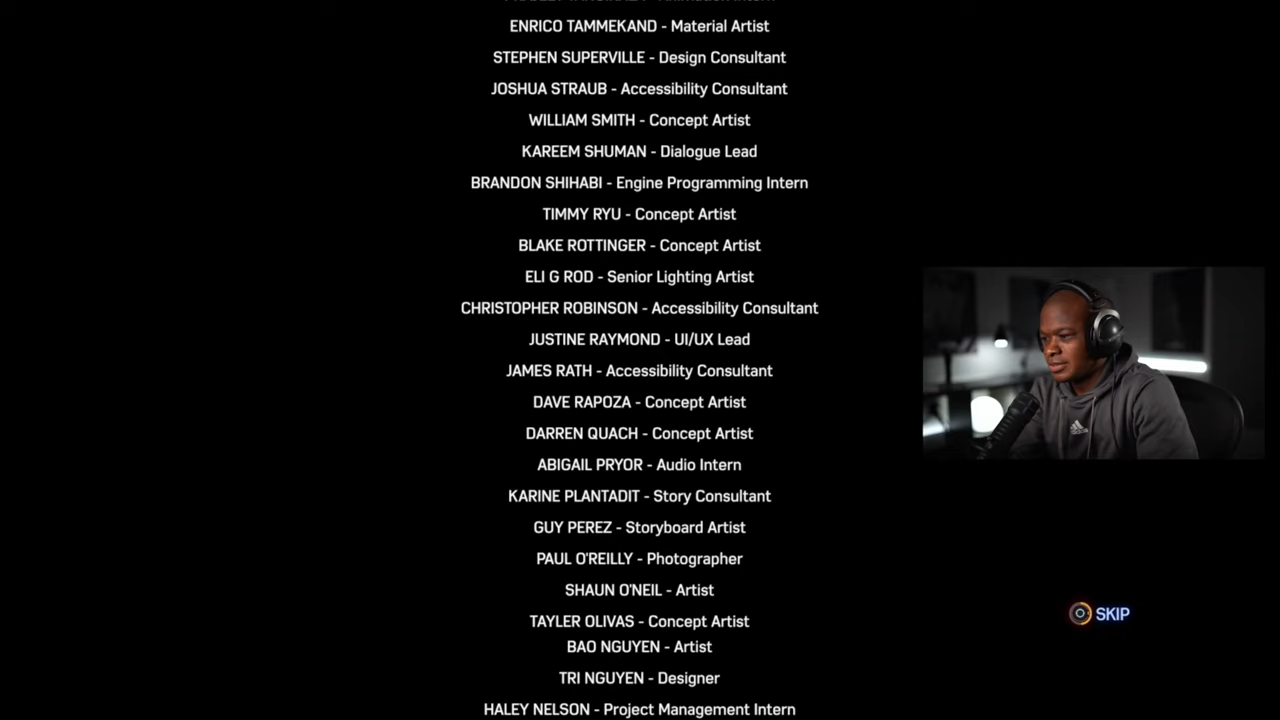 ENRICO TAMMEKAND - Material Artist
STEPHEN SUPERVILLE - Design Consultant
JOSHUA STRAUB - Accessibility Consultant
WILLIAM SMITH - Concept Artist
KAREEM SHUMAN - Dialogue Lead
BRANDON SHIHABI - Engine Programming Intern
TIMMY RYU - Concept Artist
BLAKE ROTTINGER - Concept Artist
ELI G ROD - Senior Lighting Artist
CHRISTOPHER ROBINSON - Accessibility Consultant
JUSTINE RAYMOND - UI/UX Lead
JAMES RATH - Accessibility Consultant
DAVE RAPOZA - Concept Artist
DARREN QUACH - Concept Artist
ABIGAIL PRYOR - Audio Intern
KARINE PLANTADIT - Story Consultant
GUY PEREZ - Storyboard Artist
PAUL O'REILLY - Photographer
SHAUN O'NEIL - Artist
SKIP
TAYLER OLIVAS - Concept Artist
BAO NGUYEN - Artist
TRI NGUYEN - Designer
HALEY NELSON - Project Management Intern
adidas